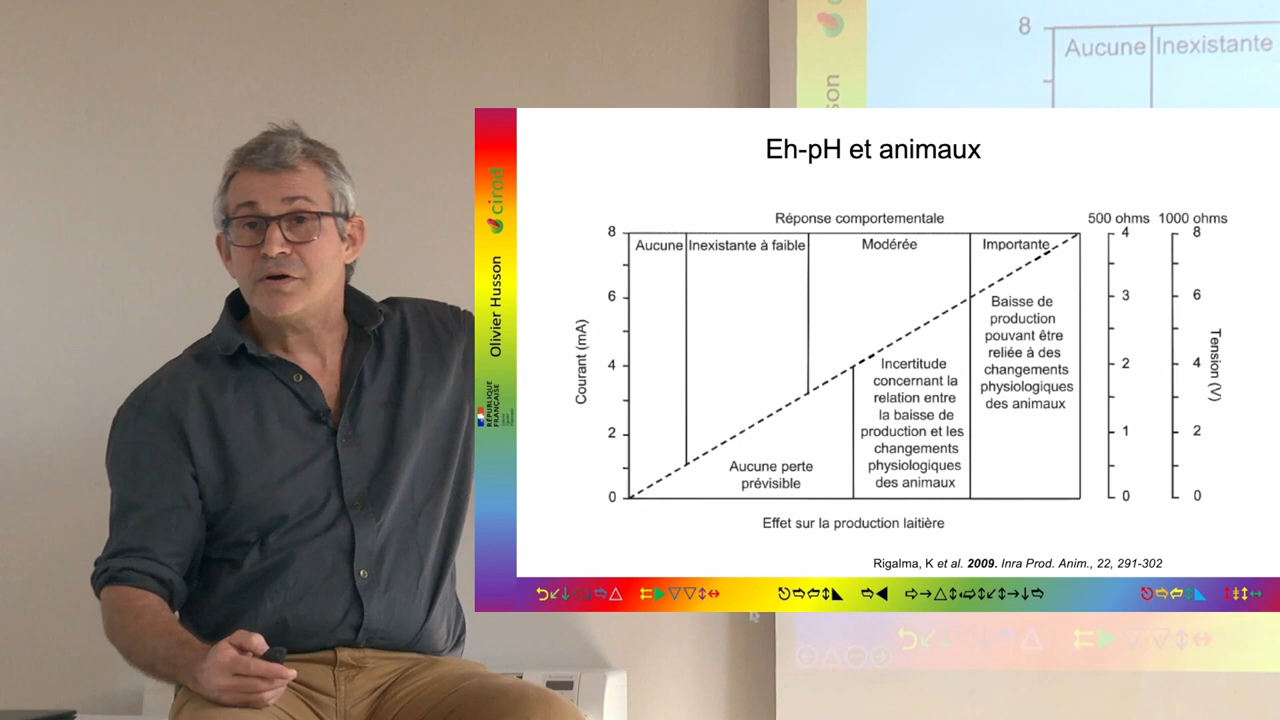 8
Aucune
Inexistante
son
Eh-pH et animaux
cirad
Olivier Husson
RÉPUBLIQUE
FRANÇAISE
Réponse comportementale
500 ohms
1000 ohms
8
Aucune
Inexistante à faible
Modérée
Importante
4
8
6
3
6
4
2
4
2
1
2
0
0
0
Courant (mA)
Tension (V)
Baisse de
production
pouvant être
reliée à des
changements
physiologiques
des animaux
Incertitude
concernant la
relation entre
la baisse de
production et les
changements
physiologiques
des animaux
Aucune perte
prévisible
Effet sur la production laitière
Rigalma, K et al. 2009. Inra Prod. Anim., 22, 291-302